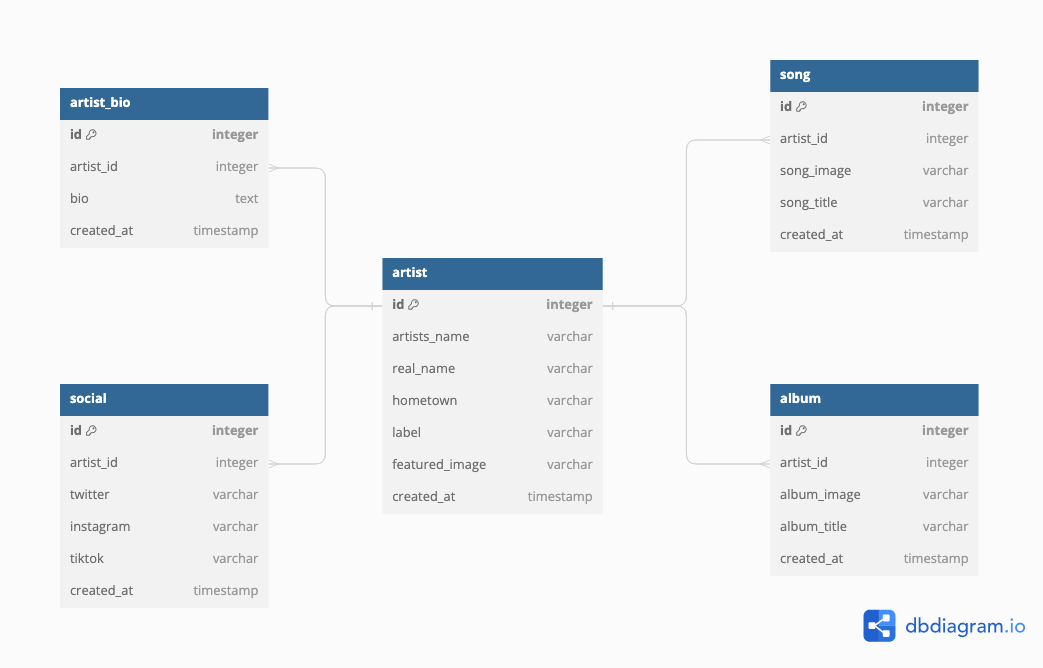 artist_bio
id integer
artist_id integer
bio text
created_at timestamp
social
id integer
artist_id integer
twitter varchar
instagram varchar
tiktok varchar
created_at timestamp
artist
id integer
artists_name varchar
real_name varchar
hometown varchar
label varchar
featured_image varchar
created_at timestamp
song
id integer
artist_id integer
song_image varchar
song_title varchar
created_at timestamp
album
id integer
artist_id integer
album_image varchar
album_title varchar
created_at timestamp
dbdiagram.io